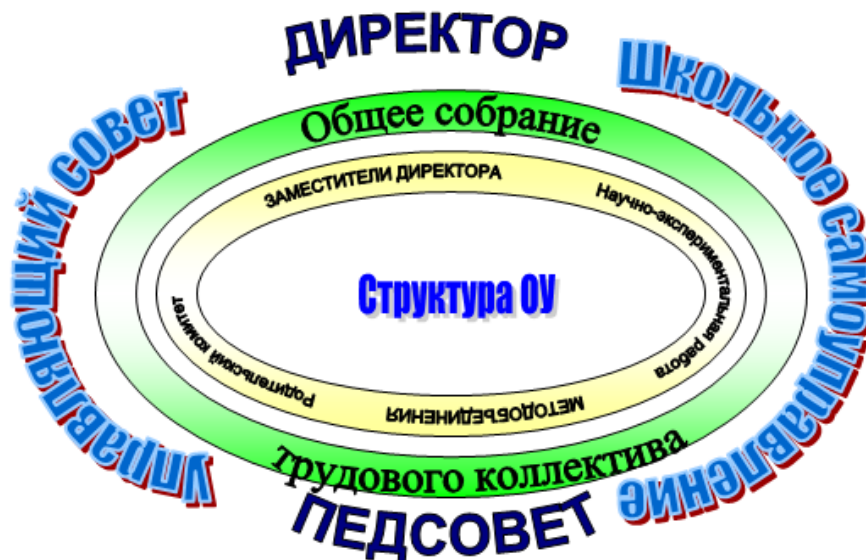 ДИРЕКТОР
Управляющий совет
Школьное самоуправление
Общее собрание
ЗАМЕСТИТЕЛИ ДИРЕКТОРА
Научно-экспериментальная работа
Структура ОУ
Родительский комитет
МЕТОДОБЪЕДИНЕНИЯ
трудового коллектива
ПЕДСОВЕТ